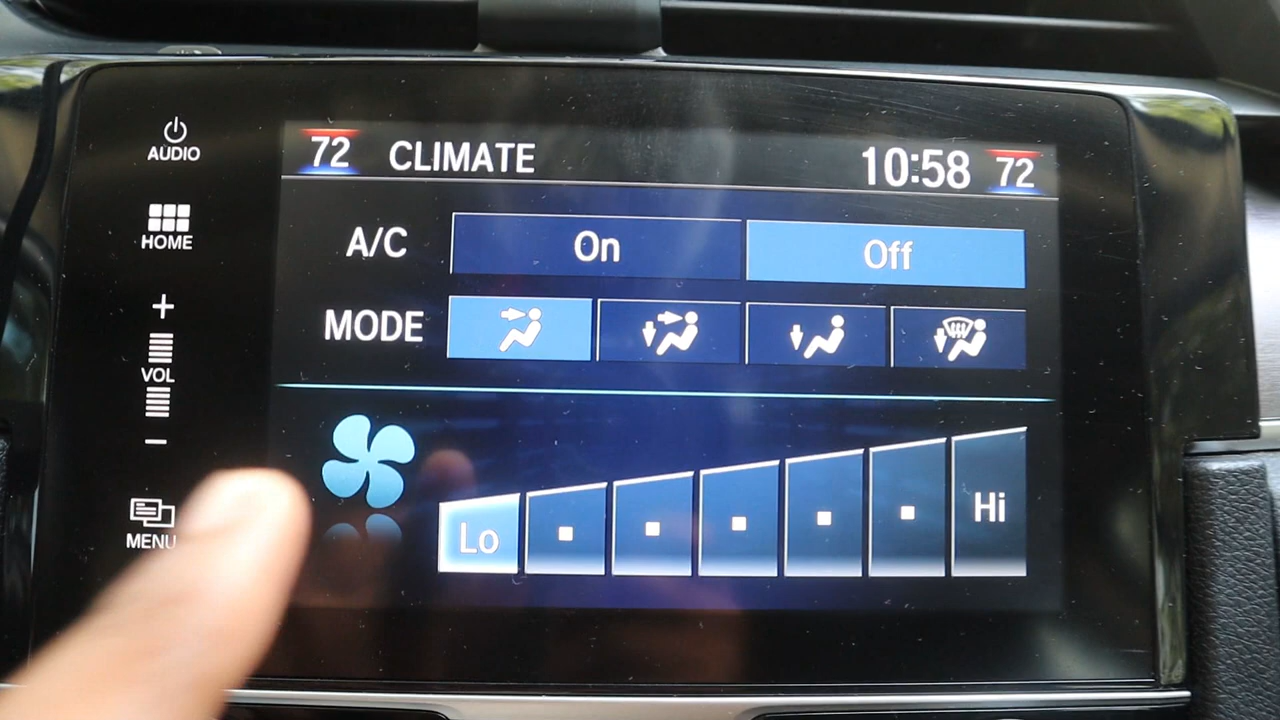 AUDIO
HOME
VOL
MENU
72 CLIMATE 10:58 72
A/C On Off
MODE
Lo Hi